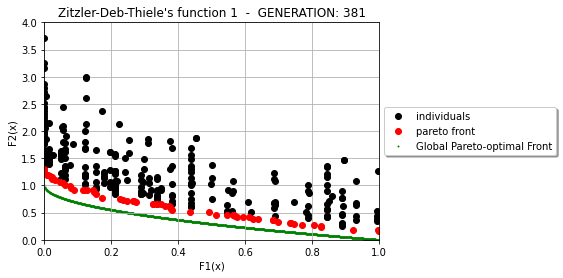 Zitzler-Deb-Thiele's function 1 - GENERATION: 381
4.0
3.5
3.0
2.5
2.0
1.5
1.0
0.5
0.0
F2(x)
0.0 0.2 0.4 0.6 0.8 1.0
F1(x)
individuals
pareto front
Global Pareto-optimal Front